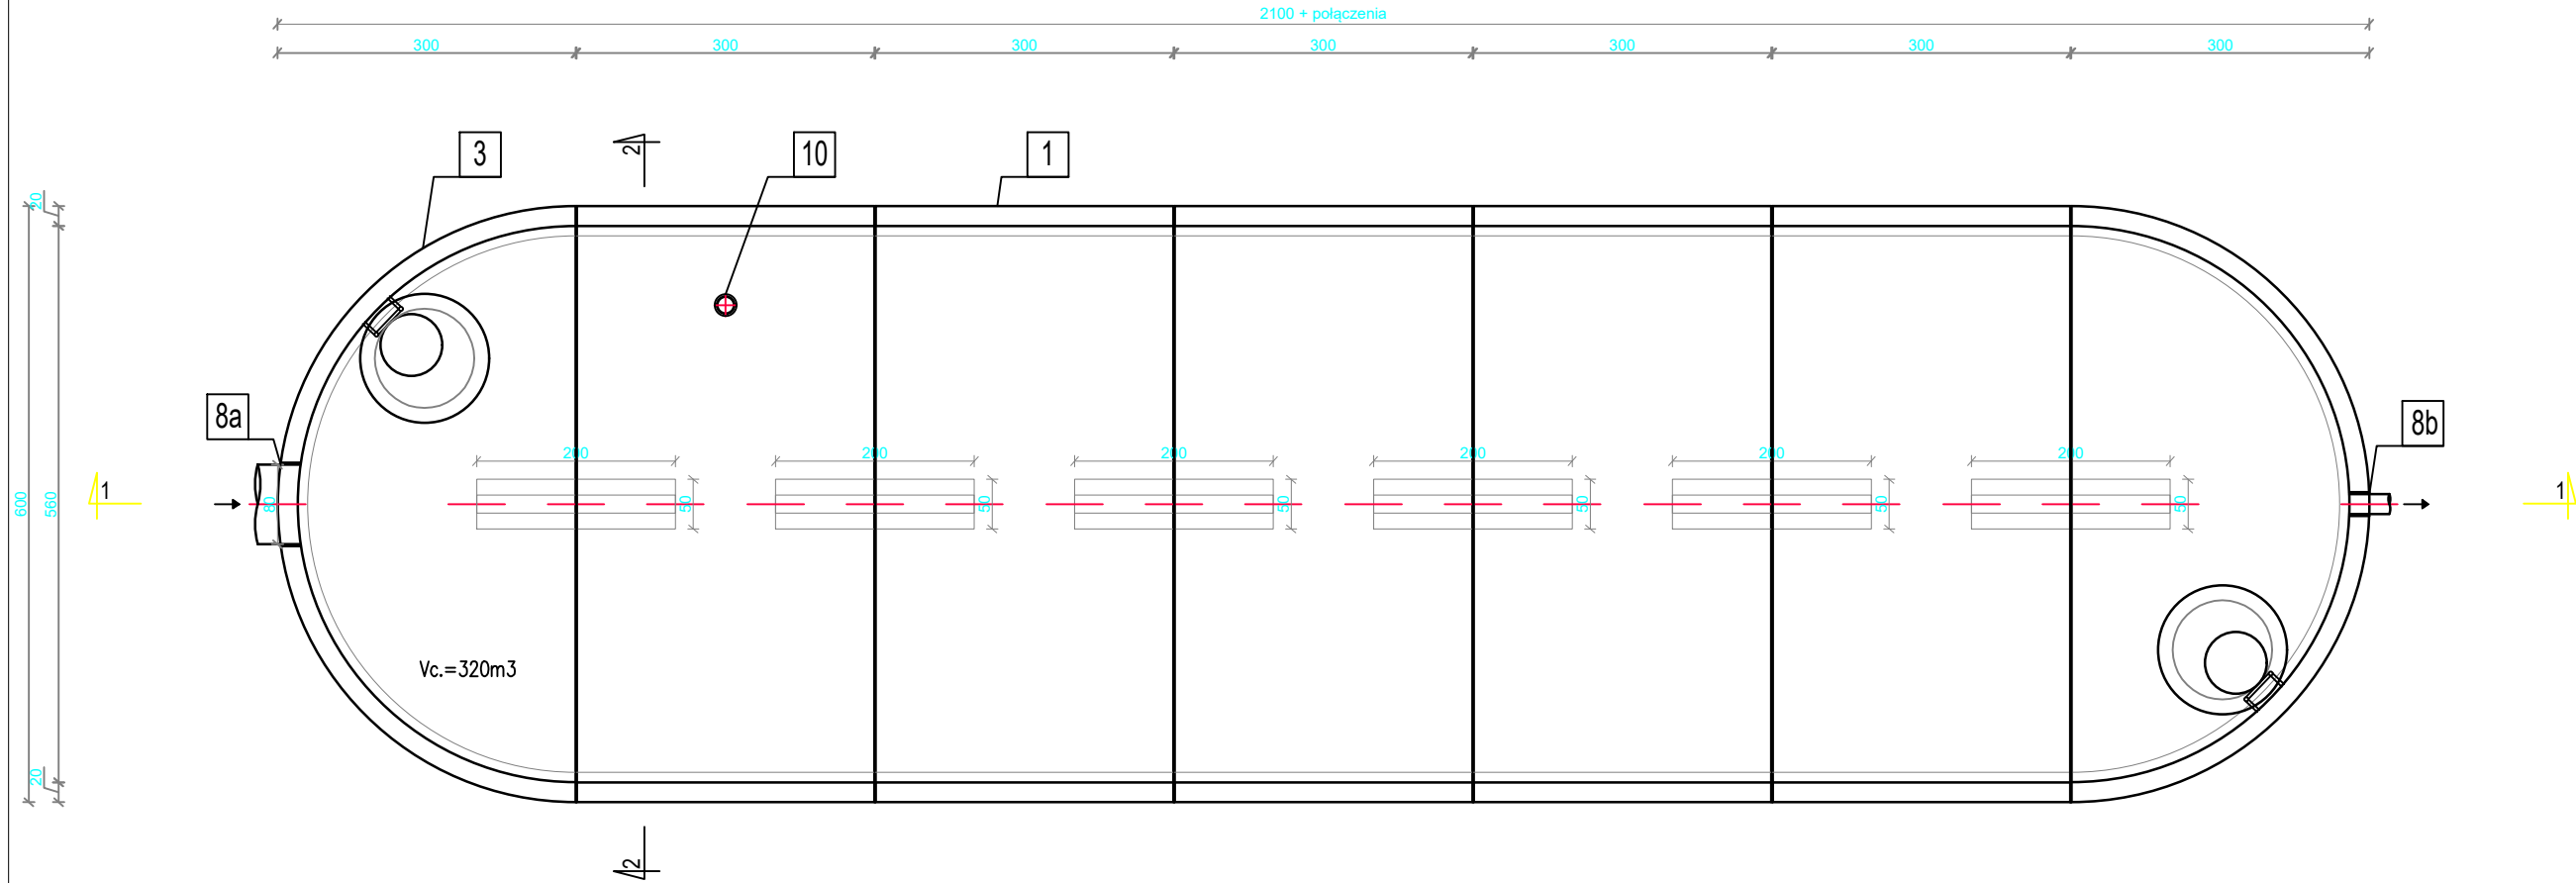 2100 + połączenia
300 300 300 300 300 300 300
3 2 10 1
20
8a 8b
200 200 200 200 200 200
1 600 560 80 50 50 50 50 50 50 1
Vc.=320m3
20
2